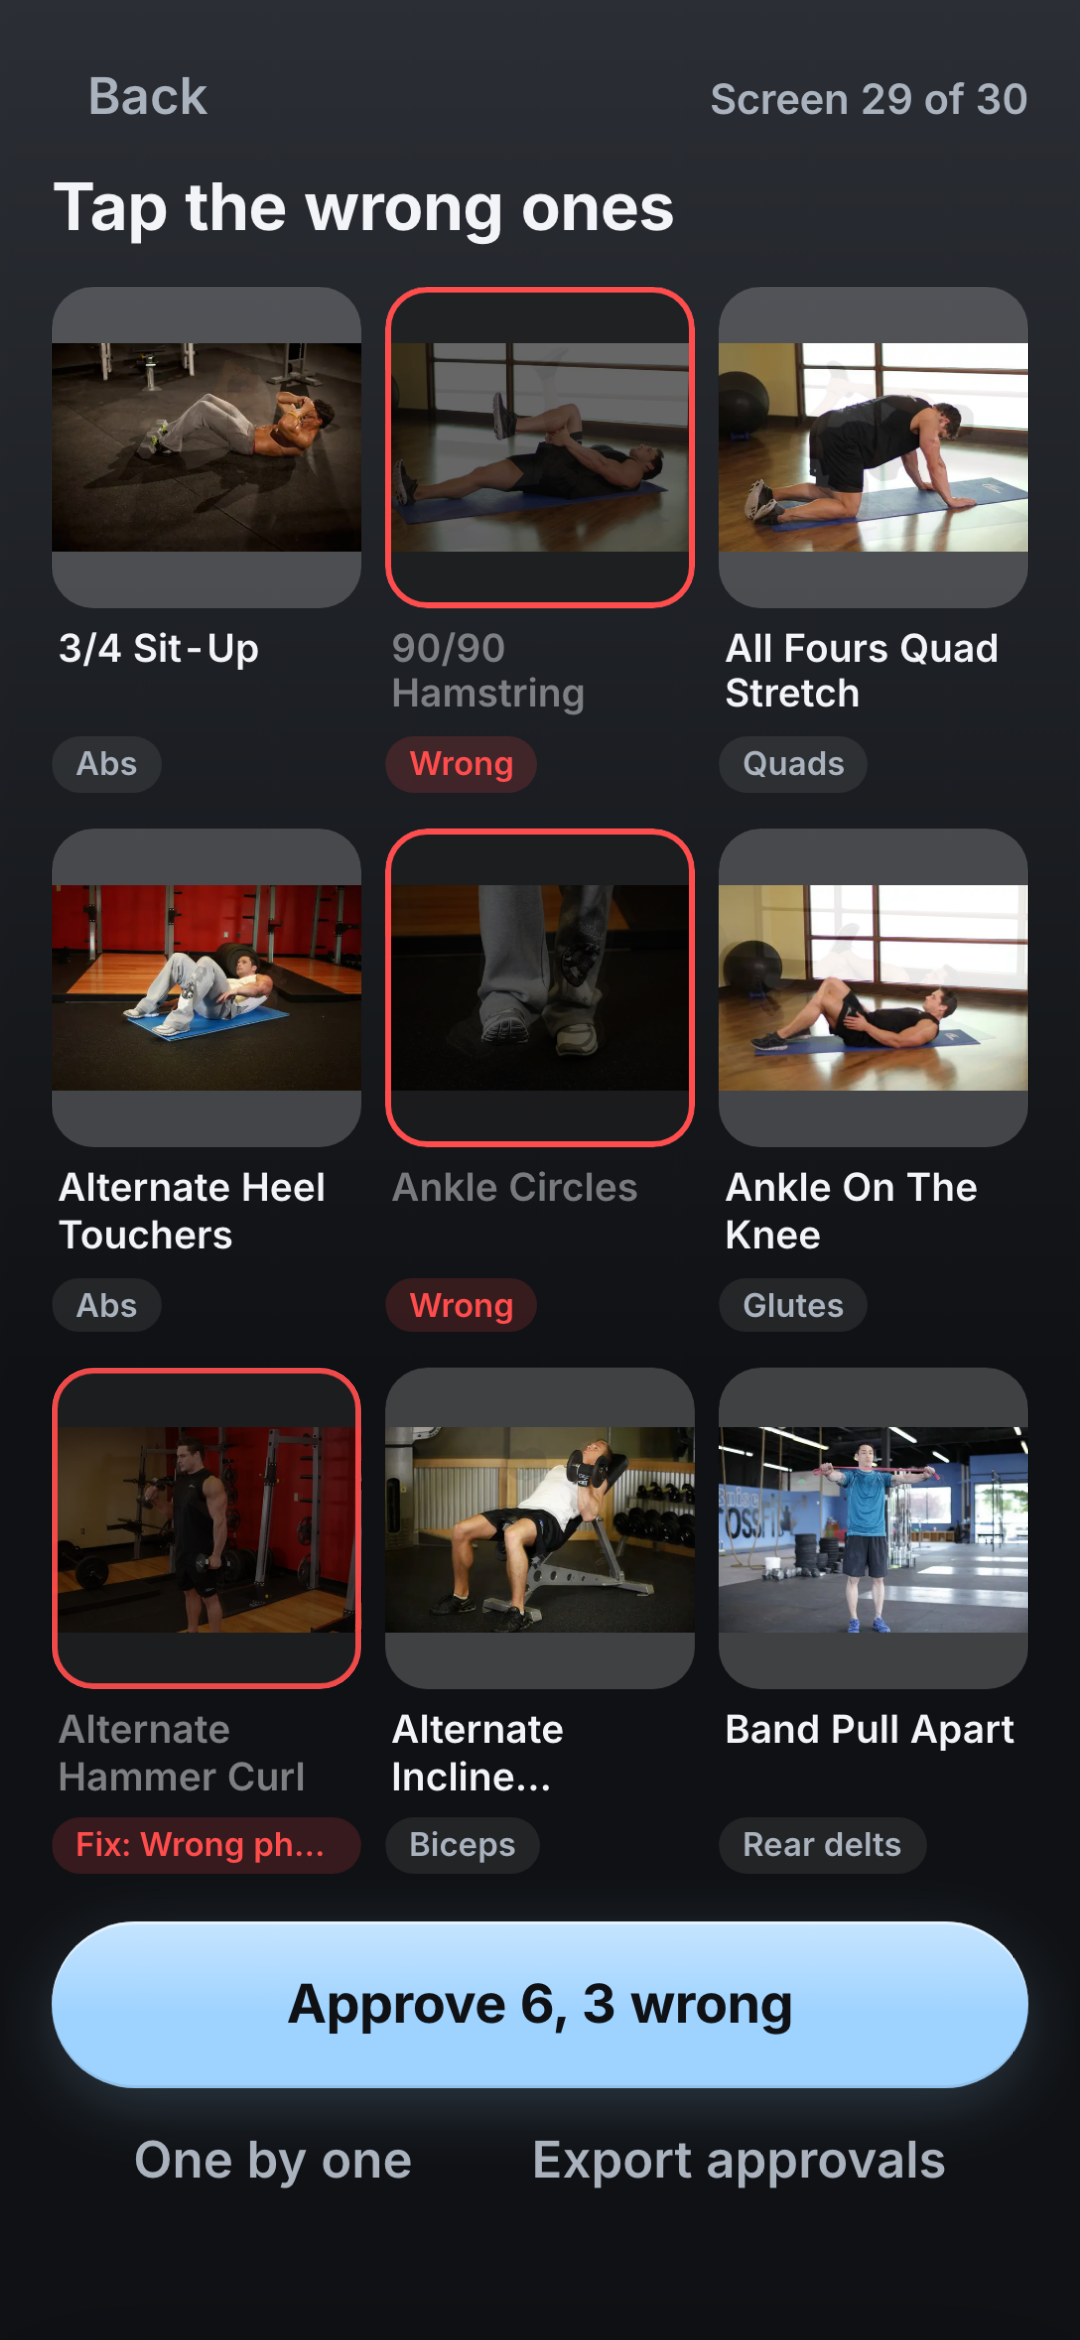 Back
Screen 29 of 30
Tap the wrong ones
3/4 Sit-Up
90/90
Hamstring
All Fours Quad
Stretch
Abs
Wrong
Quads
Alternate Heel
Touchers
Ankle Circles
Ankle On The
Knee
Abs
Wrong
Glutes
Alternate
Hammer Curl
Alternate
Incline...
Band Pull Apart
Fix: Wrong ph...
Biceps
Rear delts
Approve 6, 3 wrong
One by one
Export approvals